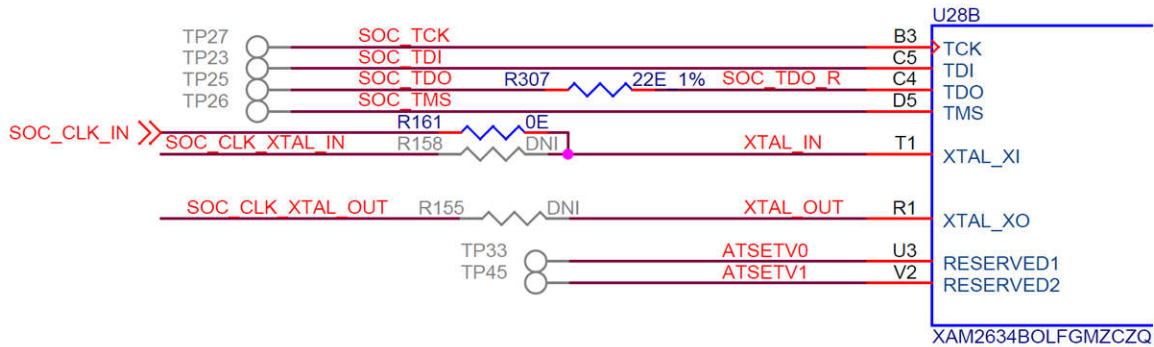 U28B
TP27 SOC_TCK B3 TCK
TP23 SOC_TDI C5 TDI
TP25 SOC_TDO R307 22E 1% SOC_TDO_R C4 TDO
TP26 SOC_TMS D5 TMS
SOC_CLK_IN R161 0E
SOC_CLK_XTAL_IN R158 DNI XTAL_IN T1 XTAL_XI
SOC_CLK_XTAL_OUT R155 DNI XTAL_OUT R1 XTAL_XO
TP33 ATSETV0 U3 RESERVED1
TP45 ATSETV1 V2 RESERVED2
XAM2634BOLFGMZCZQ